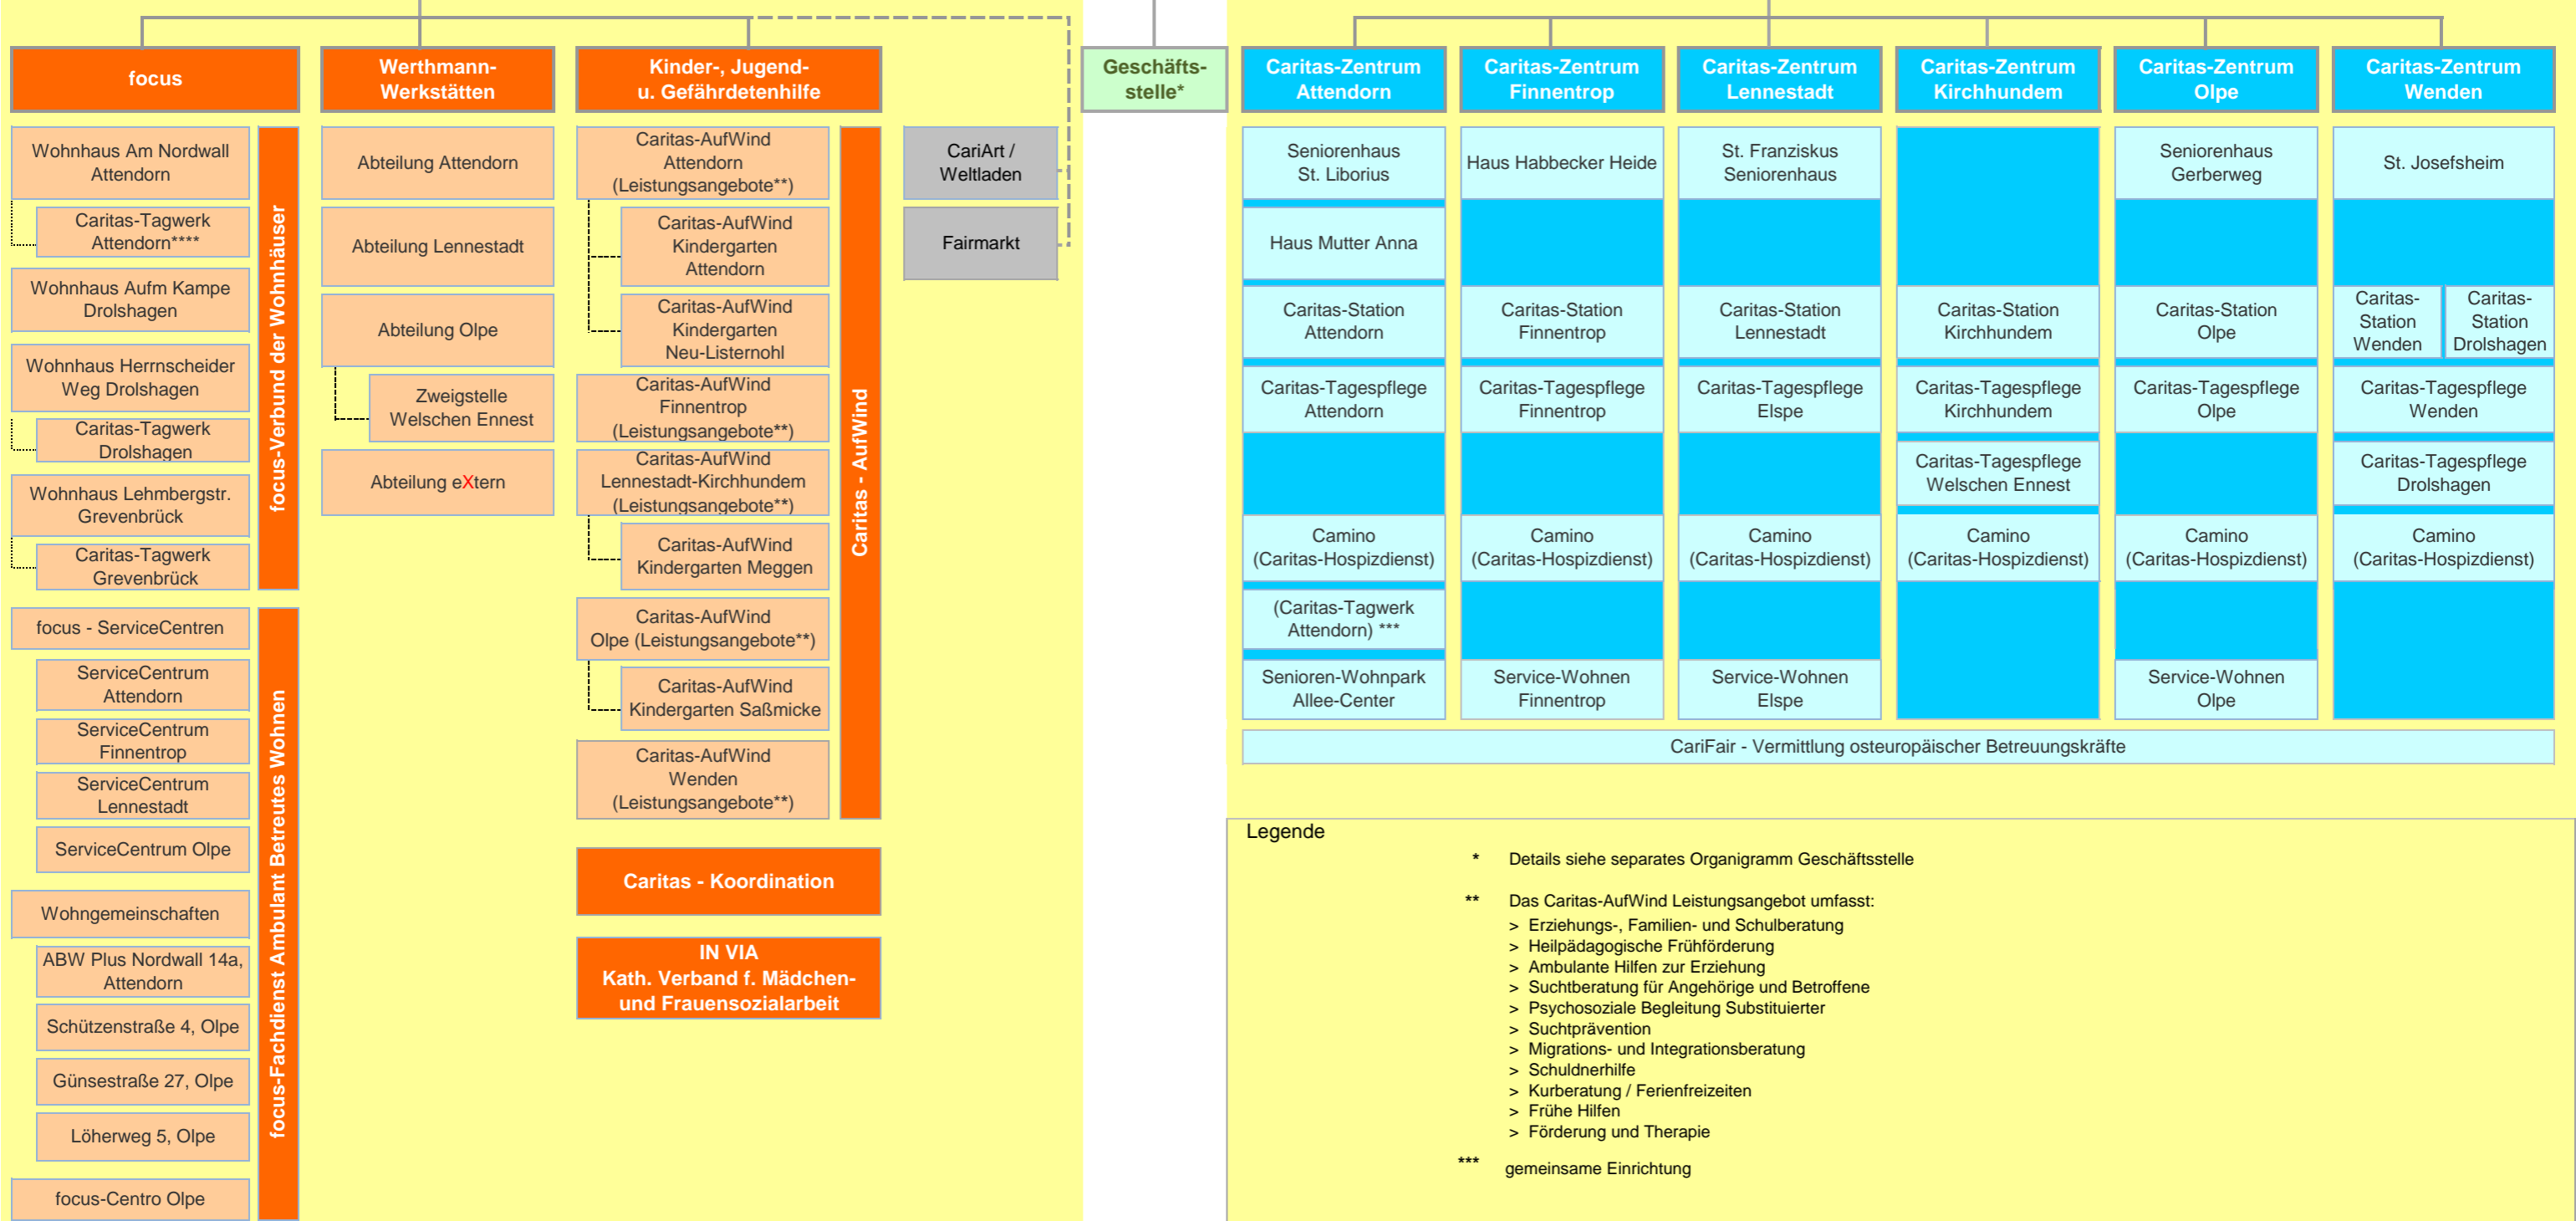 focus
Werthmann-
Werkstätten
Kinder-, Jugend-
u. Gefährdetenhilfe
Geschäfts-
stelle*
Caritas-Zentrum
Attendorn
Caritas-Zentrum
Finnentrop
Caritas-Zentrum
Lennestadt
Caritas-Zentrum
Kirchhundem
Caritas-Zentrum
Olpe
Caritas-Zentrum
Wenden
Wohnhaus Am Nordwall
Attendorn
Caritas-Tagwerk
Attendorn****
Wohnhaus Aufm Kampe
Drolshagen
Wohnhaus Herrnscheider
Weg Drolshagen
Caritas-Tagwerk
Drolshagen
Wohnhaus Lehmbergstr.
Grevenbrück
Caritas-Tagwerk
Grevenbrück
focus-Verbund der Wohnhäuser
focus - ServiceCentren
ServiceCentrum
Attendorn
ServiceCentrum
Finnentrop
ServiceCentrum
Lennestadt
ServiceCentrum Olpe
Wohngemeinschaften
ABW Plus Nordwall 14a,
Attendorn
Schützenstraße 4, Olpe
Günsestraße 27, Olpe
Löherweg 5, Olpe
focus-Centro Olpe
focus-Fachdienst Ambulant Betreutes Wohnen
Abteilung Attendorn
Abteilung Lennestadt
Abteilung Olpe
Zweigstelle
Welschen Ennest
Abteilung eXtern
Caritas-AufWind
Attendorn
(Leistungsangebote**)
Caritas-AufWind
Kindergarten
Attendorn
Caritas-AufWind
Kindergarten
Neu-Listernohl
Caritas-AufWind
Finnentrop
(Leistungsangebote**)
Caritas-AufWind
Lennestadt-Kirchhundem
(Leistungsangebote**)
Caritas-AufWind
Kindergarten Meggen
Caritas-AufWind
Olpe (Leistungsangebote**)
Caritas-AufWind
Kindergarten Saßmicke
Caritas-AufWind
Wenden
(Leistungsangebote**)
Caritas - AufWind
Caritas - Koordination
IN VIA
Kath. Verband f. Mädchen-
und Frauensozialarbeit
CariArt /
Weltladen
Fairmarkt
Seniorenhaus
St. Liborius
Haus Mutter Anna
Caritas-Station
Attendorn
Caritas-Tagespflege
Attendorn
Camino
(Caritas-Hospizdienst)
(Caritas-Tagwerk
Attendorn) ***
Senioren-Wohnpark
Allee-Center
Haus Habbecker Heide
Caritas-Station
Finnentrop
Caritas-Tagespflege
Finnentrop
Camino
(Caritas-Hospizdienst)
Service-Wohnen
Finnentrop
St. Franziskus
Seniorenhaus
Caritas-Station
Lennestadt
Caritas-Tagespflege
Elspe
Camino
(Caritas-Hospizdienst)
Service-Wohnen
Elspe
Caritas-Station
Kirchhundem
Caritas-Tagespflege
Kirchhundem
Caritas-Tagespflege
Welschen Ennest
Camino
(Caritas-Hospizdienst)
Seniorenhaus
Gerberweg
Caritas-Station
Olpe
Caritas-Tagespflege
Olpe
Camino
(Caritas-Hospizdienst)
Service-Wohnen
Olpe
St. Josefsheim
Caritas-
Station
Wenden
Caritas-
Station
Drolshagen
Caritas-Tagespflege
Wenden
Caritas-Tagespflege
Drolshagen
Camino
(Caritas-Hospizdienst)
CariFair - Vermittlung osteuropäischer Betreuungskräfte
Legende
* Details siehe separates Organigramm Geschäftsstelle
** Das Caritas-AufWind Leistungsangebot umfasst:
> Erziehungs-, Familien- und Schulberatung
> Heilpädagogische Frühförderung
> Ambulante Hilfen zur Erziehung
> Suchtberatung für Angehörige und Betroffene
> Psychosoziale Begleitung Substituierter
> Suchtprävention
> Migrations- und Integrationsberatung
> Schuldnerhilfe
> Kurberatung / Ferienfreizeiten
> Frühe Hilfen
> Förderung und Therapie
*** gemeinsame Einrichtung